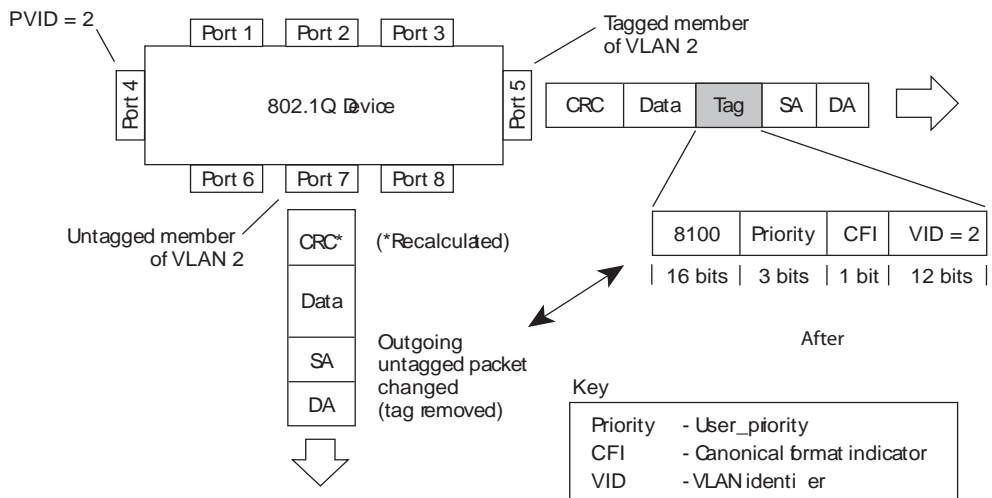 PVID = 2
Port 1
Port 2
Port 3
Tagged member
of VLAN 2
Port 4
802.1Q Device
Port 5
CRC
Data
Tag
SA
DA
Port 6
Port 7
Port 8
Untagged member
of VLAN 2
CRC*
(*Recalculated)
Data
SA
DA
Outgoing
untagged packet
changed
(tag removed)
8100
Priority
CFI
VID = 2
16 bits
3 bits
1 bit
12 bits
After
Key
Priority - User_priority
CFI - Canonical format indicator
VID - VLAN identi er